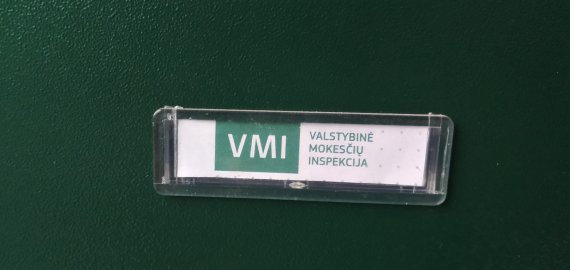 VMI
VALSTYBINĖ
MOKESČIŲ
INSPEKCIJA